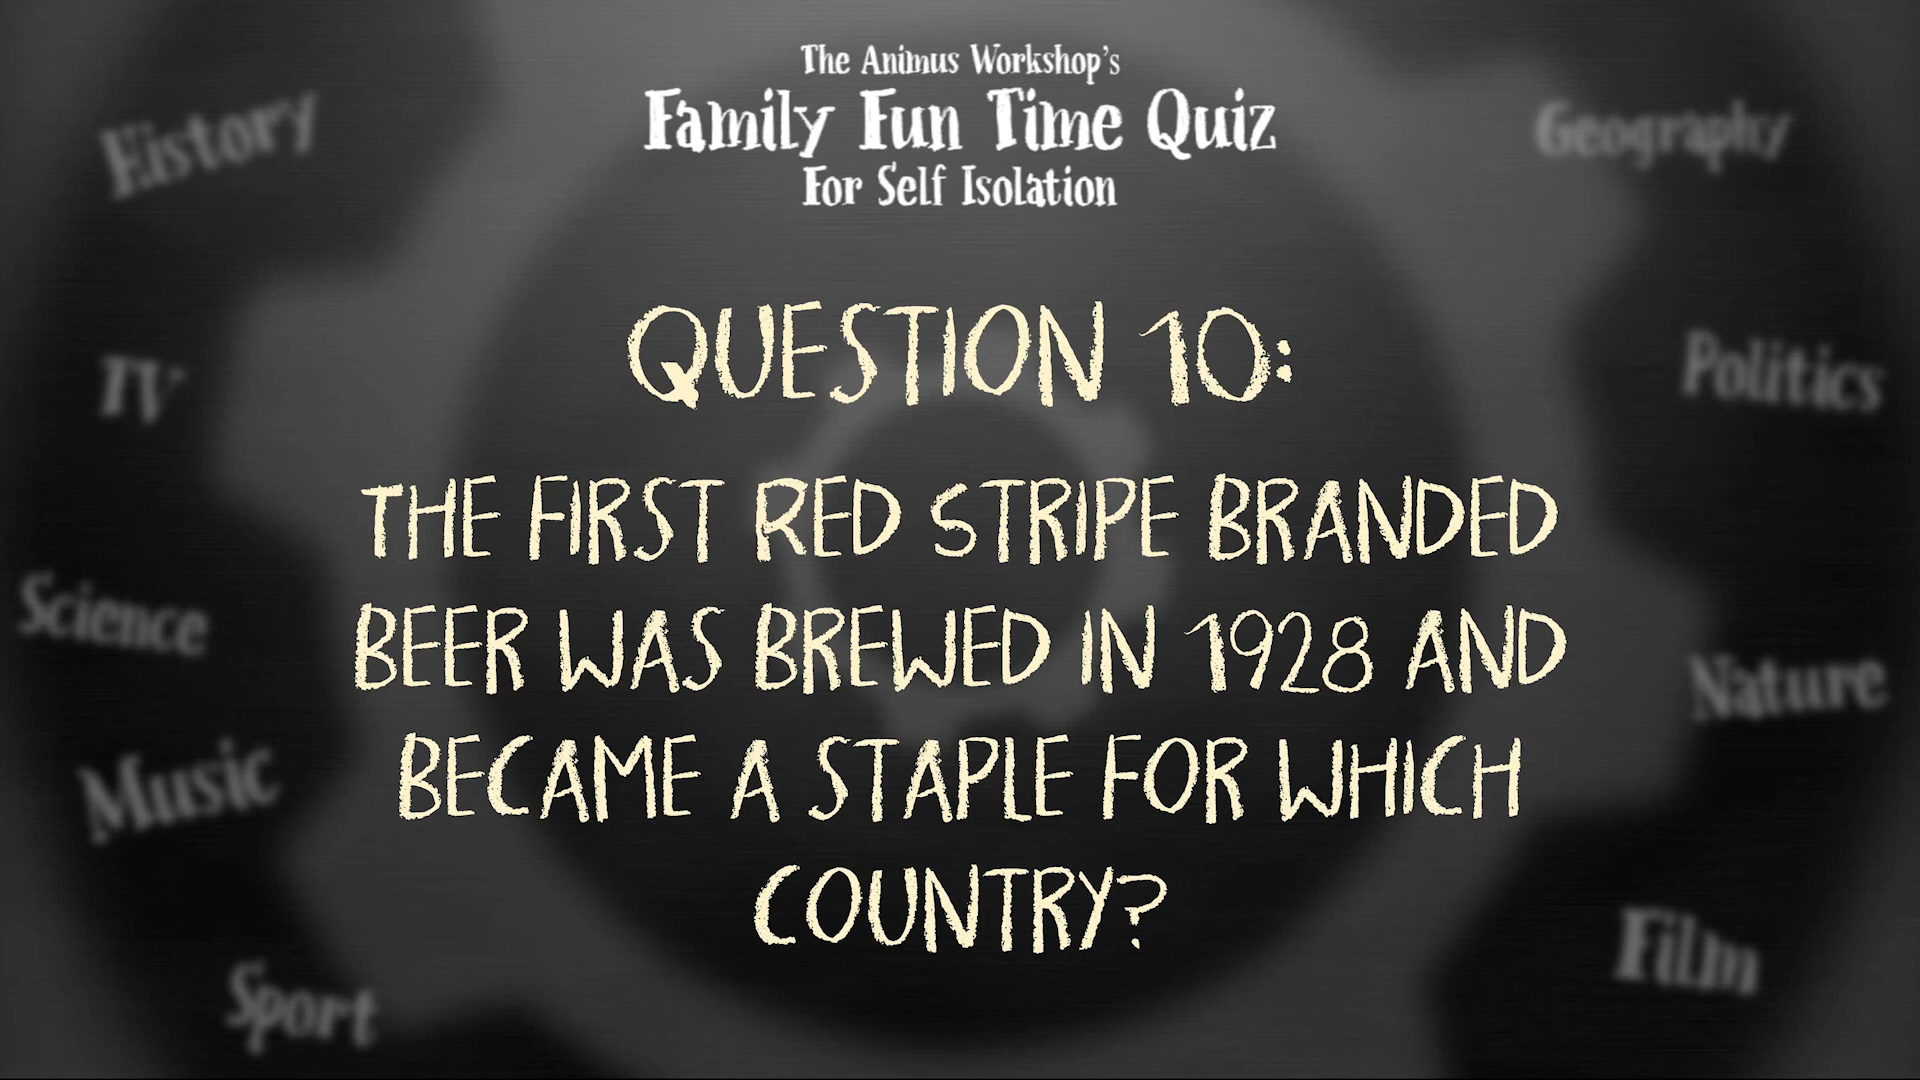 The Animus Workshop's
Family Fun Time Quiz
For Self Isolation
History
Geography
QUESTION 10:
TV
Politics
THE FIRST RED STRIPE BRANDED
BEER WAS BREWED IN 1928 AND
Science
Nature
BECAME A STAPLE FOR WHICH
Music
COUNTRY?
Film
Sport